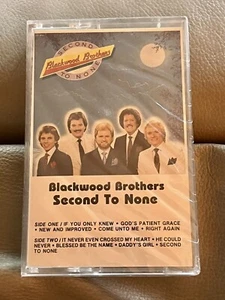 SECOND
Blackwood Brothers
TO NONE
Blackwood Brothers
Second To None
SIDE ONE / IF YOU ONLY KNEW • GOD'S PATIENT GRACE
• NEW AND IMPROVED • COME UNTO ME • RIGHT AGAIN
SIDE TWO / IT NEVER EVEN CROSSED MY HEART • HE COULD
NEVER • BLESSED BE THE NAME • DADDY'S GIRL • SECOND
TO NONE